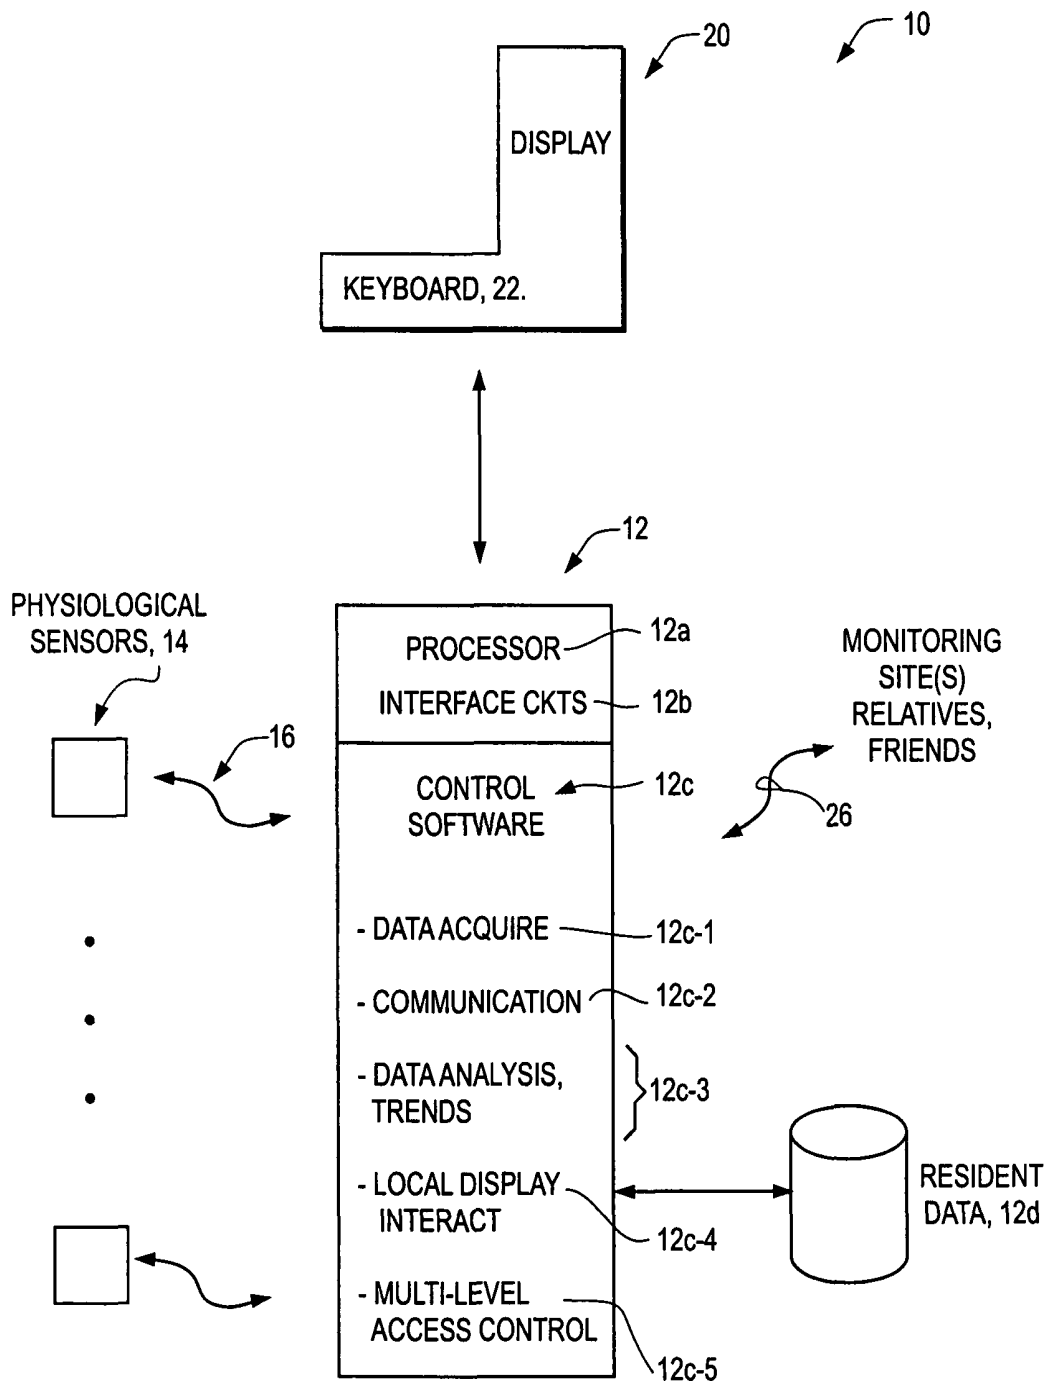 20
10
DISPLAY
KEYBOARD, 22.
12
PHYSIOLOGICAL
SENSORS, 14
16
PROCESSOR
12a
INTERFACE CKTS
12b
CONTROL
SOFTWARE
12c
MONITORING
SITE(S)
RELATIVES,
FRIENDS
26
- DATA ACQUIRE
12c-1
- COMMUNICATION
12c-2
- DATA ANALYSIS,
TRENDS
12c-3
- LOCAL DISPLAY
INTERACT
12c-4
RESIDENT
DATA, 12d
- MULTI-LEVEL
ACCESS CONTROL
12c-5